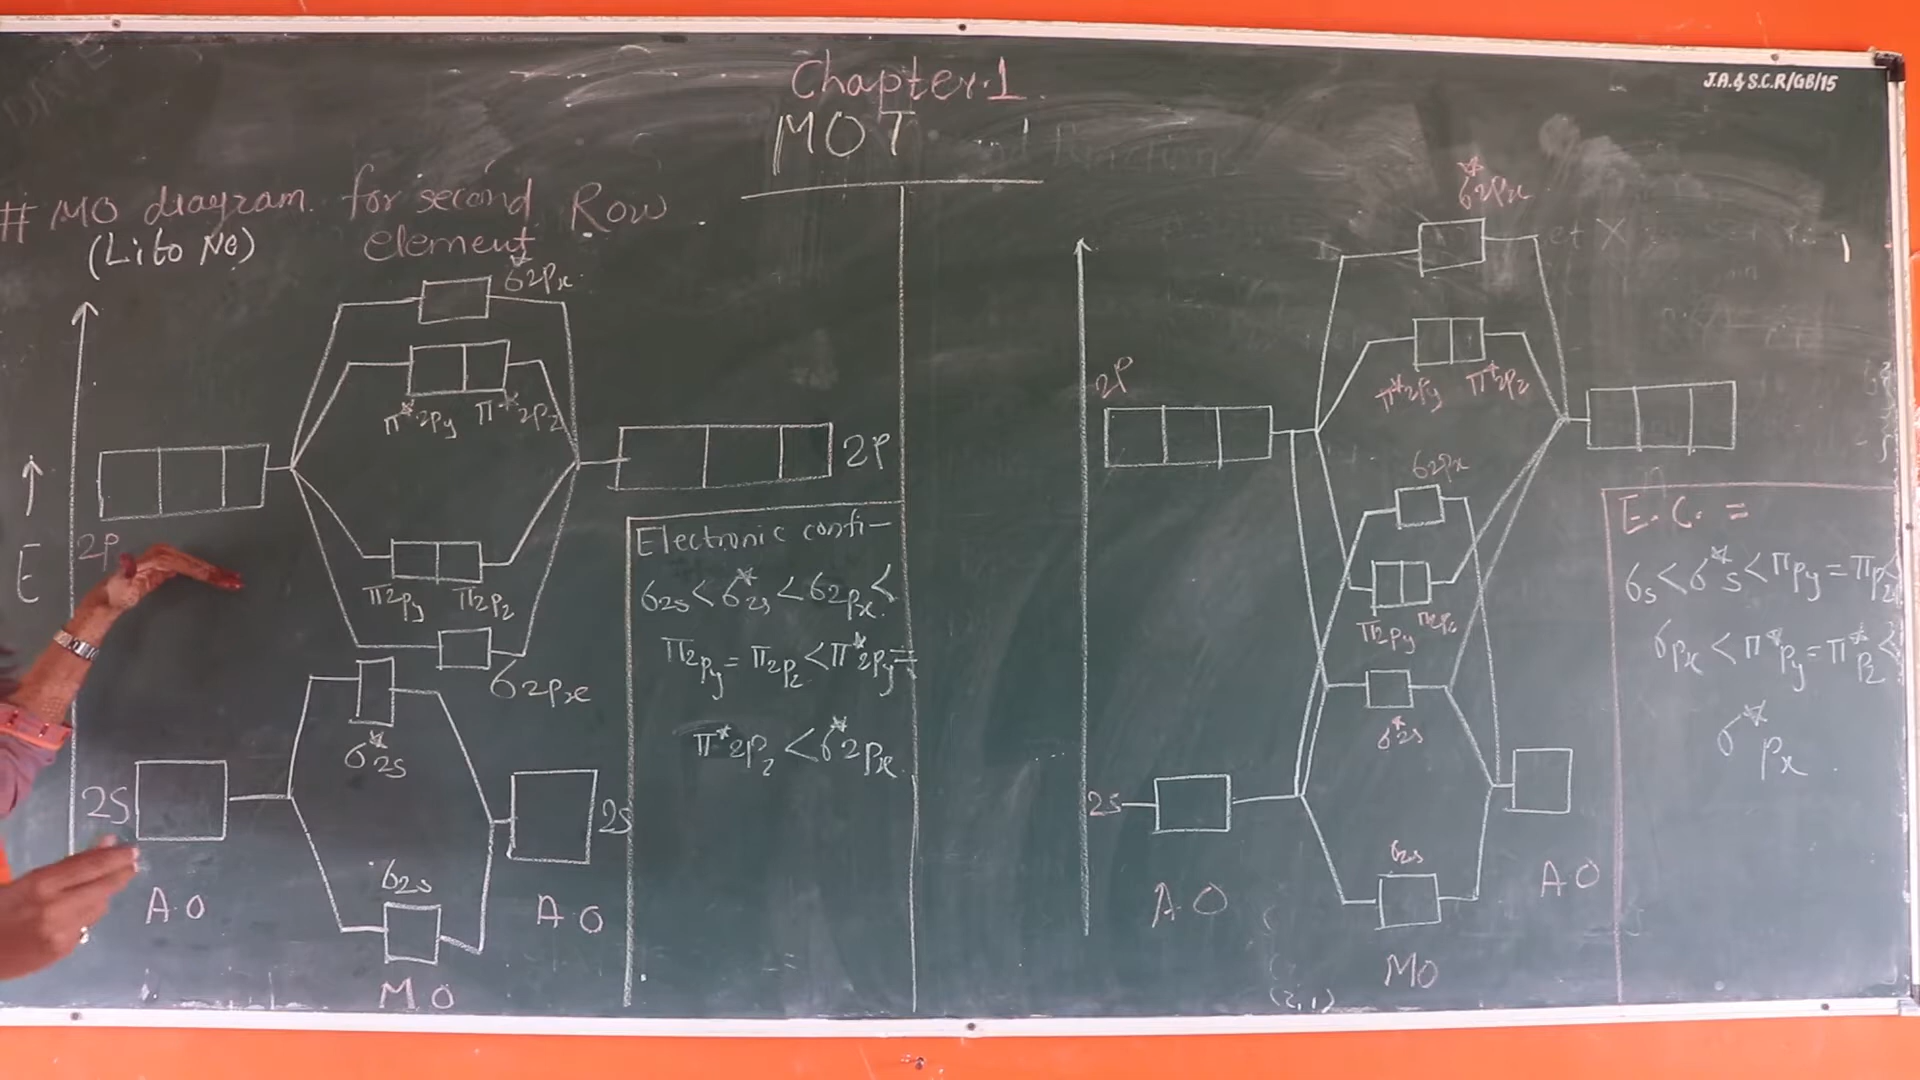 Chapter.1
MOT
J.A.& S.C.R/GB/15
# MO diagram for second Row
(Li to Ne) element
σ*2px
π*2py π*2pz
2P
2P
π2py π2pz
σ2px
σ*2s
2S
2S
σ2s
A.O
A.O
M.O
E
Electronic confi-
σ2s < σ*2s < σ2px <
π2py = π2pz < π*2py =
π*2pz < σ*2px
σ*2px
π*2py π*2pz
2P
σ2px
π2py π2pz
σ*2s
2s
σ2s
A.O
A.O
MO
(2,1)
E.C. =
σs < σ*s < πpy = πpz <
σpx < π*py = π*pz <
σ*px